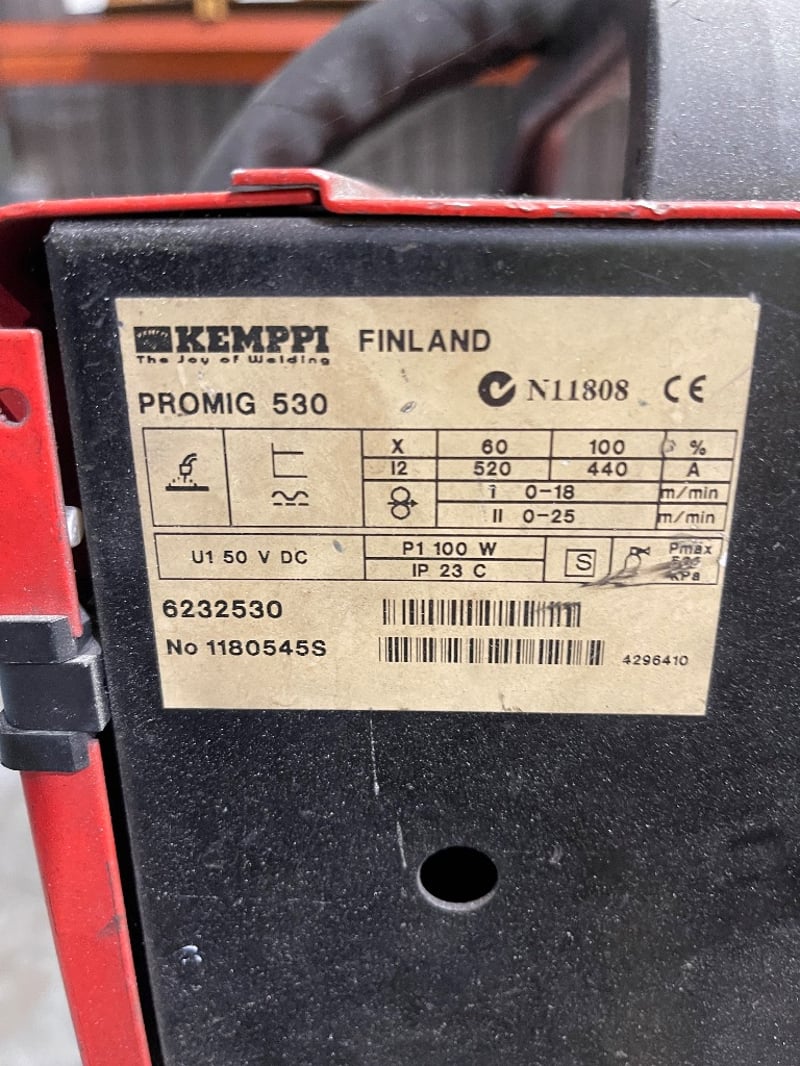 KEMPPI FINLAND
The Joy of Welding
N11808 CE
PROMIG 530
X 60 100 %
I2 520 440 A
I 0-18 m/min
II 0-25 m/min
U1 50 V DC P1 100 W S Pmax
IP 23 C KPa
6232530
No 1180545S 4296410